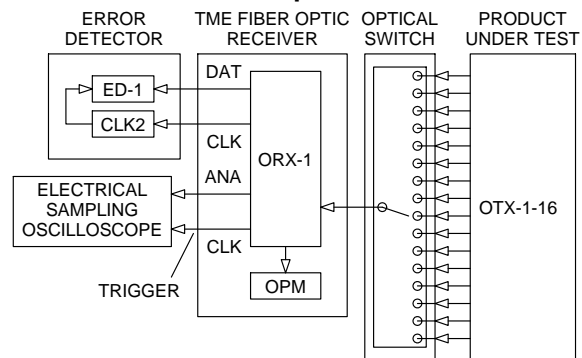 ERROR
DETECTOR
TME FIBER OPTIC
RECEIVER
OPTICAL
SWITCH
PRODUCT
UNDER TEST
DAT
ED-1
CLK2
CLK
ORX-1
ANA
ELECTRICAL
SAMPLING
OSCILLOSCOPE
CLK
OTX-1-16
TRIGGER
OPM